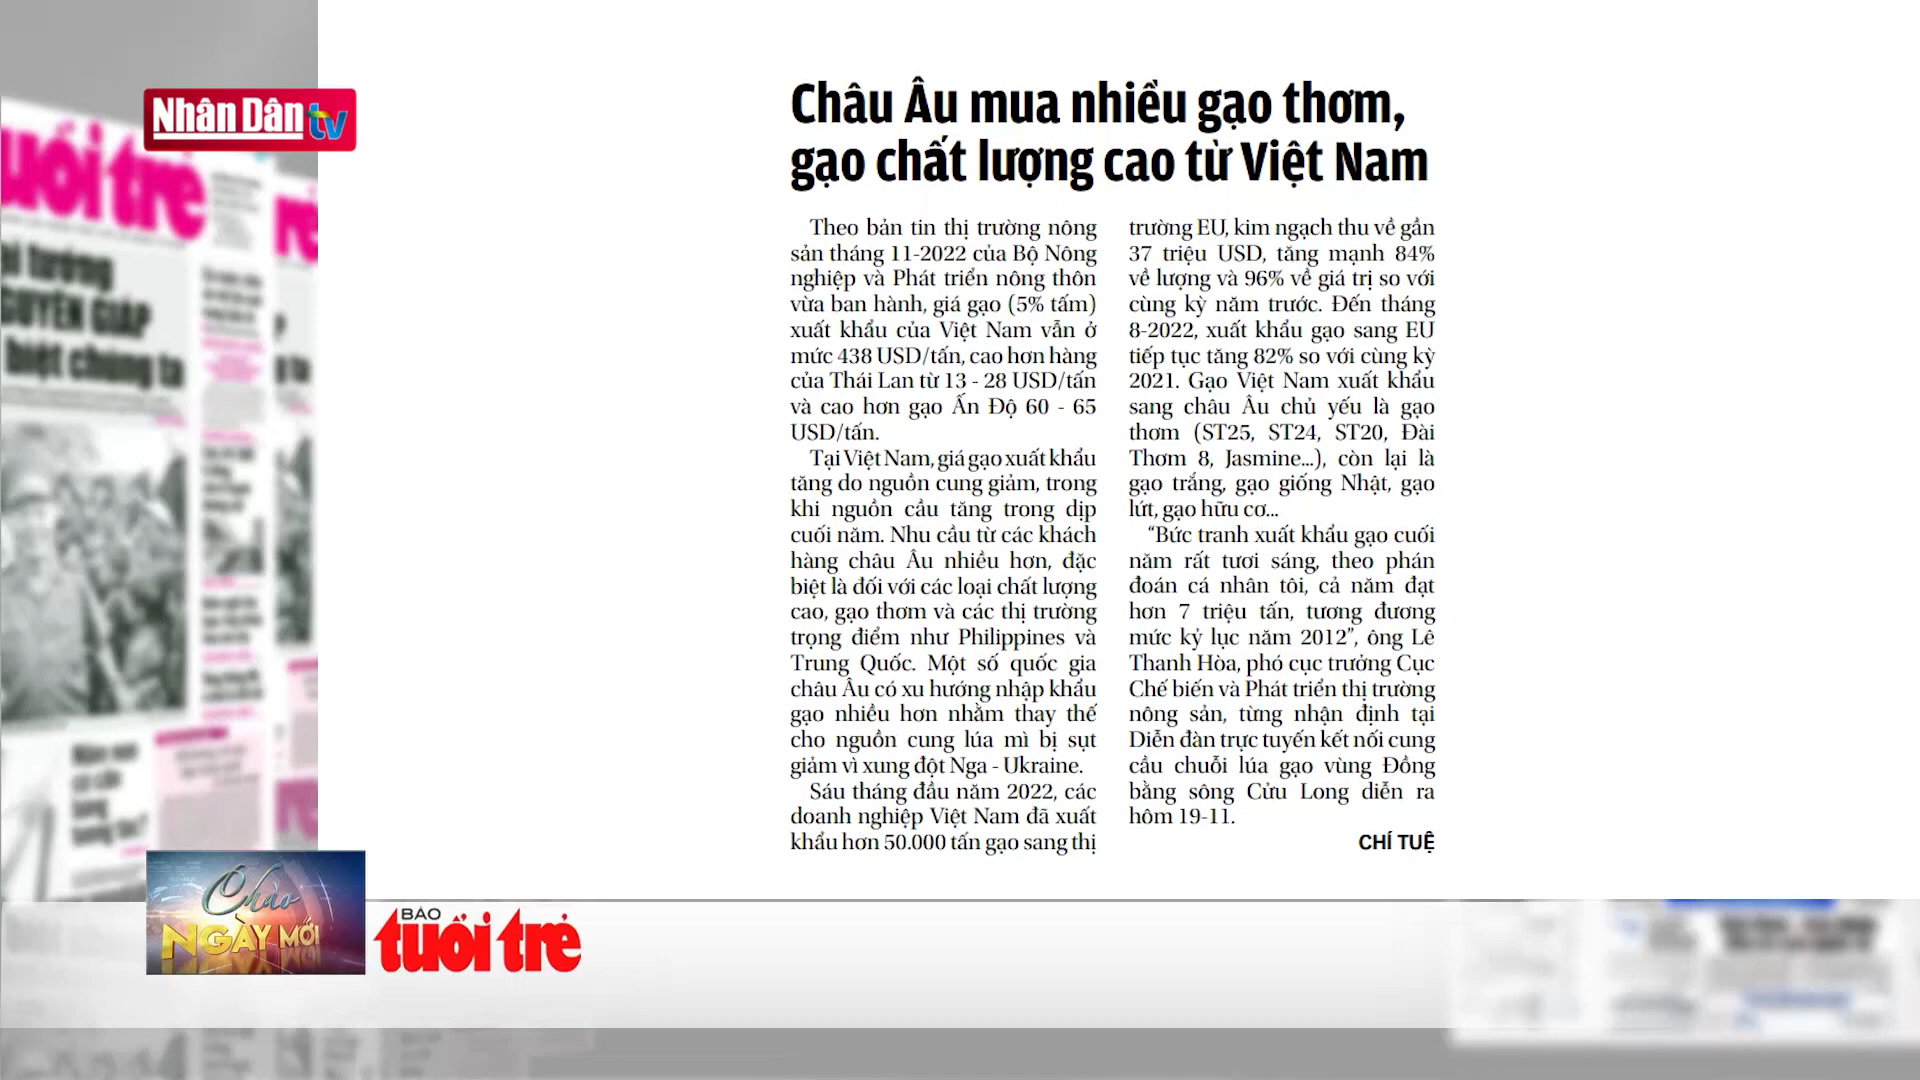 Nhân Dân tv
Châu Âu mua nhiều gạo thơm,
gạo chất lượng cao từ Việt Nam
Theo bản tin thị trường nông
sản tháng 11-2022 của Bộ Nông
nghiệp và Phát triển nông thôn
vừa ban hành, giá gạo (5% tấm)
xuất khẩu của Việt Nam vẫn ở
mức 438 USD/tấn, cao hơn hàng
của Thái Lan từ 13 - 28 USD/tấn
và cao hơn gạo Ấn Độ 60 - 65
USD/tấn.
Tại Việt Nam, giá gạo xuất khẩu
tăng do nguồn cung giảm, trong
khi nguồn cầu tăng trong dịp
cuối năm. Nhu cầu từ các khách
hàng châu Âu nhiều hơn, đặc
biệt là đối với các loại chất lượng
cao, gạo thơm và các thị trường
trọng điểm như Philippines và
Trung Quốc. Một số quốc gia
châu Âu có xu hướng nhập khẩu
gạo nhiều hơn nhằm thay thế
cho nguồn cung lúa mì bị sụt
giảm vì xung đột Nga - Ukraine.
Sáu tháng đầu năm 2022, các
doanh nghiệp Việt Nam đã xuất
khẩu hơn 50.000 tấn gạo sang thị
trường EU, kim ngạch thu về gần
37 triệu USD, tăng mạnh 84%
về lượng và 96% về giá trị so với
cùng kỳ năm trước. Đến tháng
8-2022, xuất khẩu gạo sang EU
tiếp tục tăng 82% so với cùng kỳ
2021. Gạo Việt Nam xuất khẩu
sang châu Âu chủ yếu là gạo
thơm (ST25, ST24, ST20, Đài
Thơm 8, Jasmine...), còn lại là
gạo trắng, gạo giống Nhật, gạo
lứt, gạo hữu cơ...
“Bức tranh xuất khẩu gạo cuối
năm rất tươi sáng, theo phán
đoán cá nhân tôi, cả năm đạt
hơn 7 triệu tấn, tương đương
mức kỷ lục năm 2012”, ông Lê
Thanh Hòa, phó cục trưởng Cục
Chế biến và Phát triển thị trường
nông sản, từng nhận định tại
Diễn đàn trực tuyến kết nối cung
cầu chuỗi lúa gạo vùng Đồng
bằng sông Cửu Long diễn ra
hôm 19-11.
CHÍ TUỆ
Chào
NGÀY MỚI
BÁO
tuổi trẻ
tuổi trẻ
GUYÊN GIÁP
biệt chúng ta